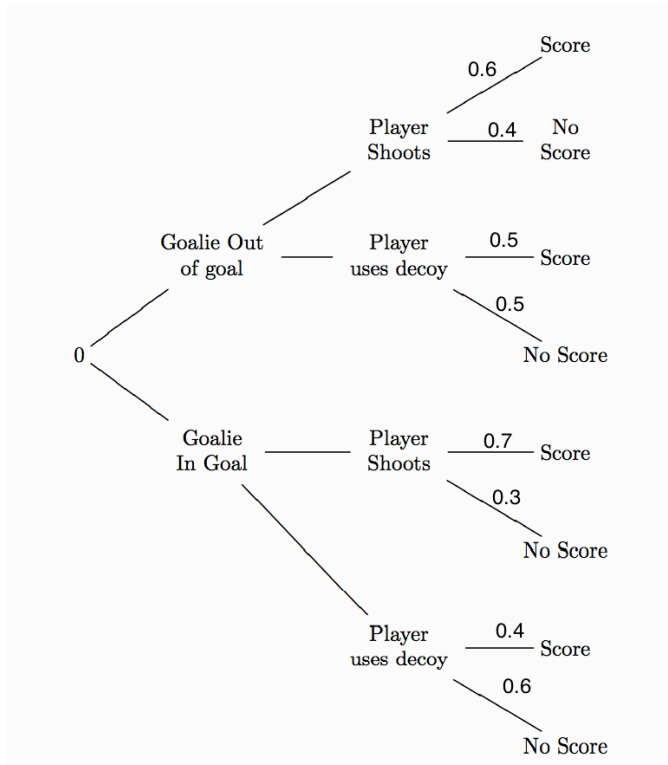 Score
0.6
Player
Shoots
0.4
No
Score
Goalie Out
of goal
Player
uses decoy
0.5
Score
0.5
No Score
0
Goalie
In Goal
Player
Shoots
0.7
Score
0.3
No Score
Player
uses decoy
0.4
Score
0.6
No Score